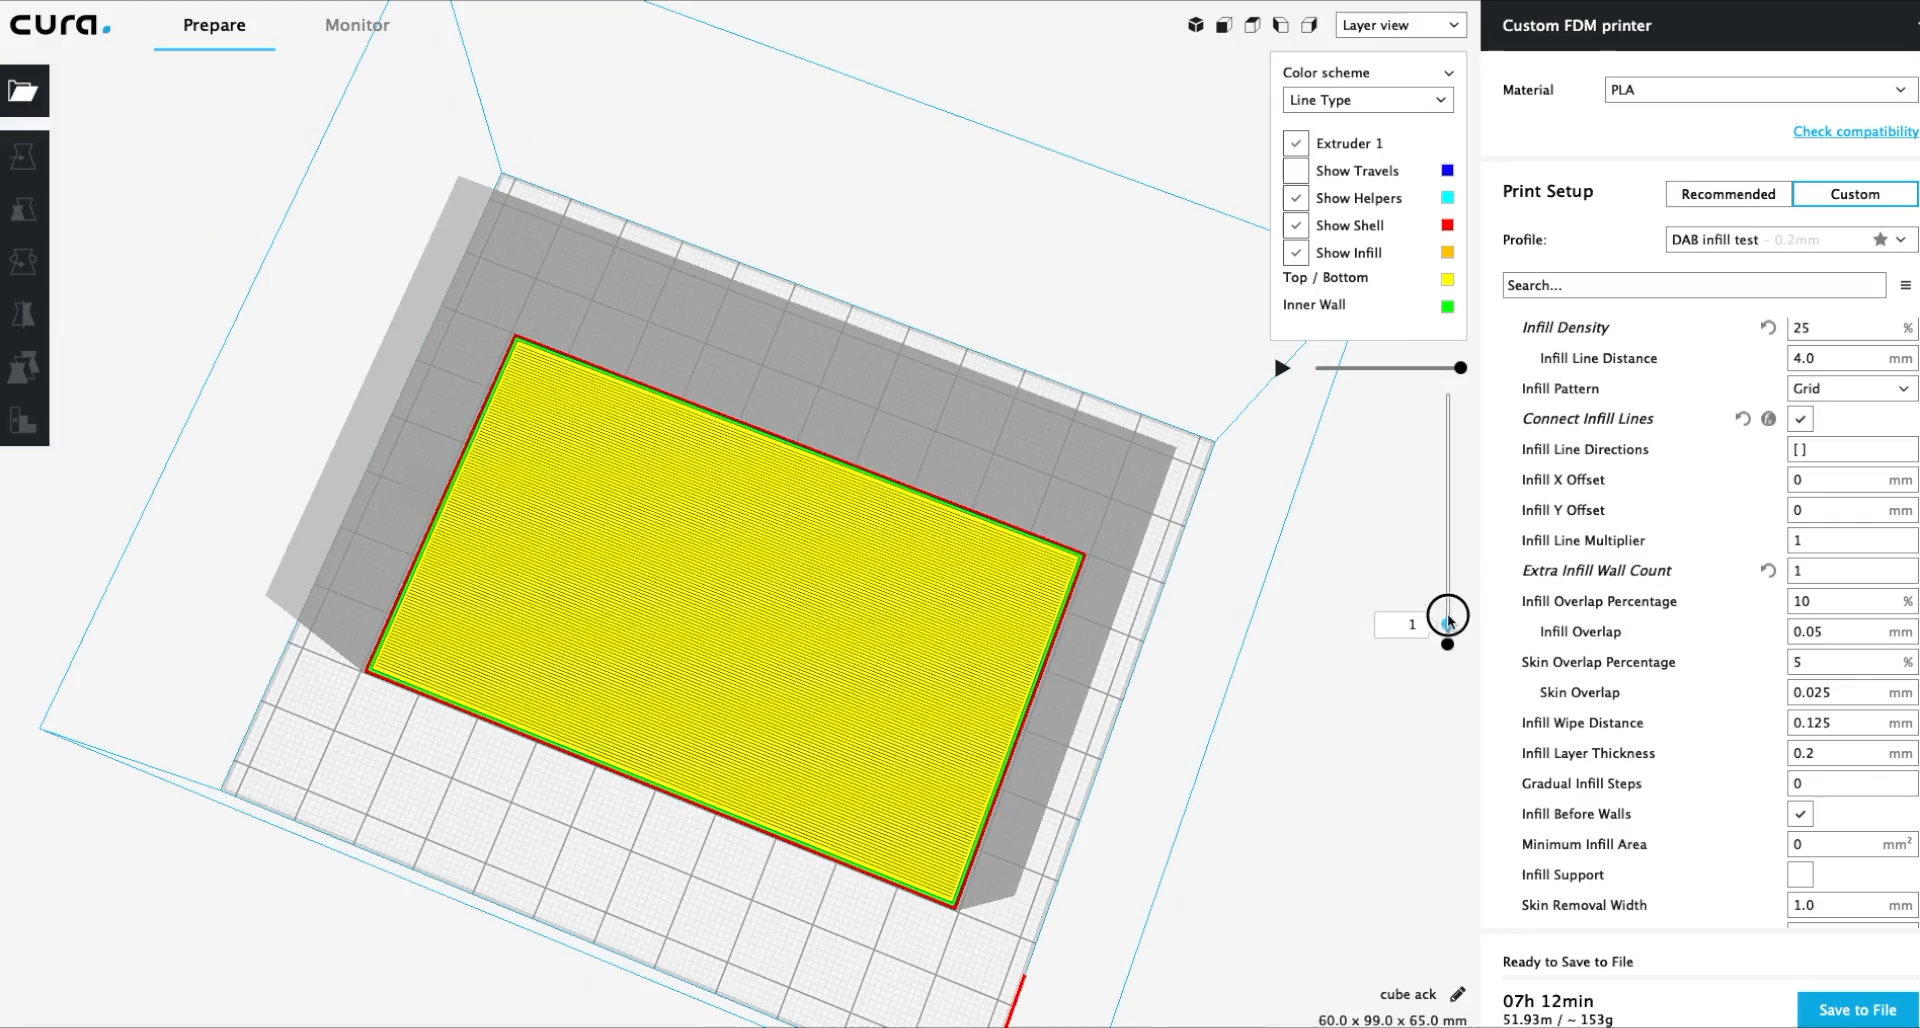 cura.
Prepare
Monitor
Layer view
Custom FDM printer
Color scheme
Line Type
Extruder 1
Show Travels
Show Helpers
Show Shell
Show Infill
Top / Bottom
Inner Wall
1
cube ack
60.0 x 99.0 x 65.0 mm
Material
PLA
Check compatibility
Print Setup
Recommended
Custom
Profile:
DAB infill test - 0.2mm
Search...
Infill Density
25 %
Infill Line Distance
4.0 mm
Infill Pattern
Grid
Connect Infill Lines
Infill Line Directions
[ ]
Infill X Offset
0 mm
Infill Y Offset
0 mm
Infill Line Multiplier
1
Extra Infill Wall Count
1
Infill Overlap Percentage
10 %
Infill Overlap
0.05 mm
Skin Overlap Percentage
5 %
Skin Overlap
0.025 mm
Infill Wipe Distance
0.125 mm
Infill Layer Thickness
0.2 mm
Gradual Infill Steps
0
Infill Before Walls
Minimum Infill Area
0 mm²
Infill Support
Skin Removal Width
1.0 mm
Ready to Save to File
07h 12min
51.93m / ~ 153g
Save to File